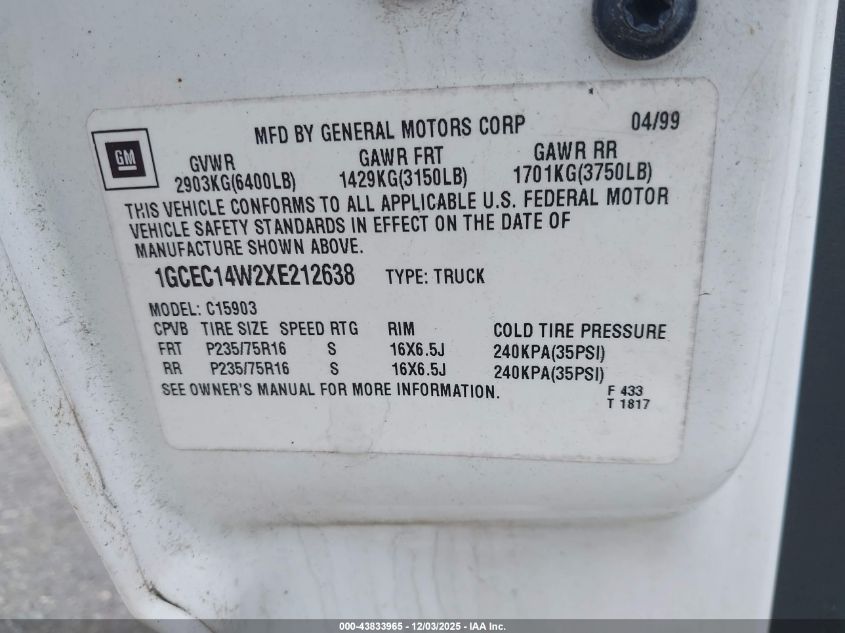 MFD BY GENERAL MOTORS CORP 04/99
GM
GVWR GAWR FRT GAWR RR
2903KG(6400LB) 1429KG(3150LB) 1701KG(3750LB)
THIS VEHICLE CONFORMS TO ALL APPLICABLE U.S. FEDERAL MOTOR
VEHICLE SAFETY STANDARDS IN EFFECT ON THE DATE OF
MANUFACTURE SHOWN ABOVE.
1GCEC14W2XE212638 TYPE: TRUCK
MODEL: C15903
CPVB TIRE SIZE SPEED RTG RIM COLD TIRE PRESSURE
FRT P235/75R16 S 16X6.5J 240KPA(35PSI)
RR P235/75R16 S 16X6.5J 240KPA(35PSI)
SEE OWNER'S MANUAL FOR MORE INFORMATION.
F 433
T 1817
000-43833965 - 12/03/2025 - IAA Inc.